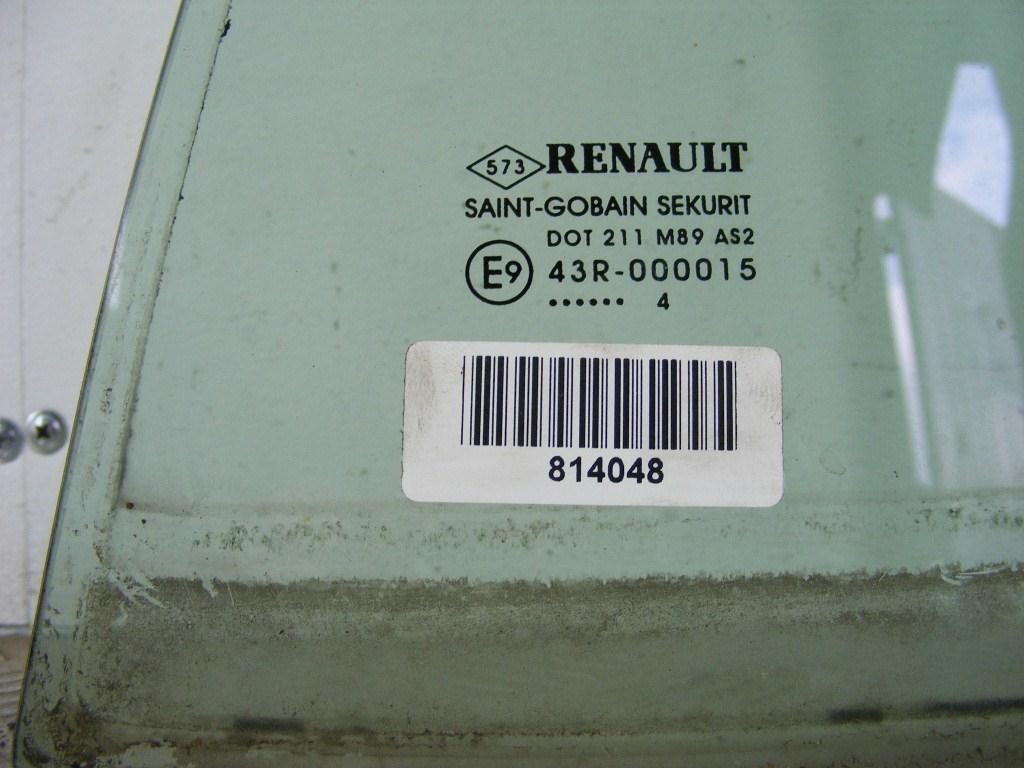 573 RENAULT
SAINT-GOBAIN SEKURIT
DOT 211 M89 AS2
E9 43R-000015
•••••• 4
814048